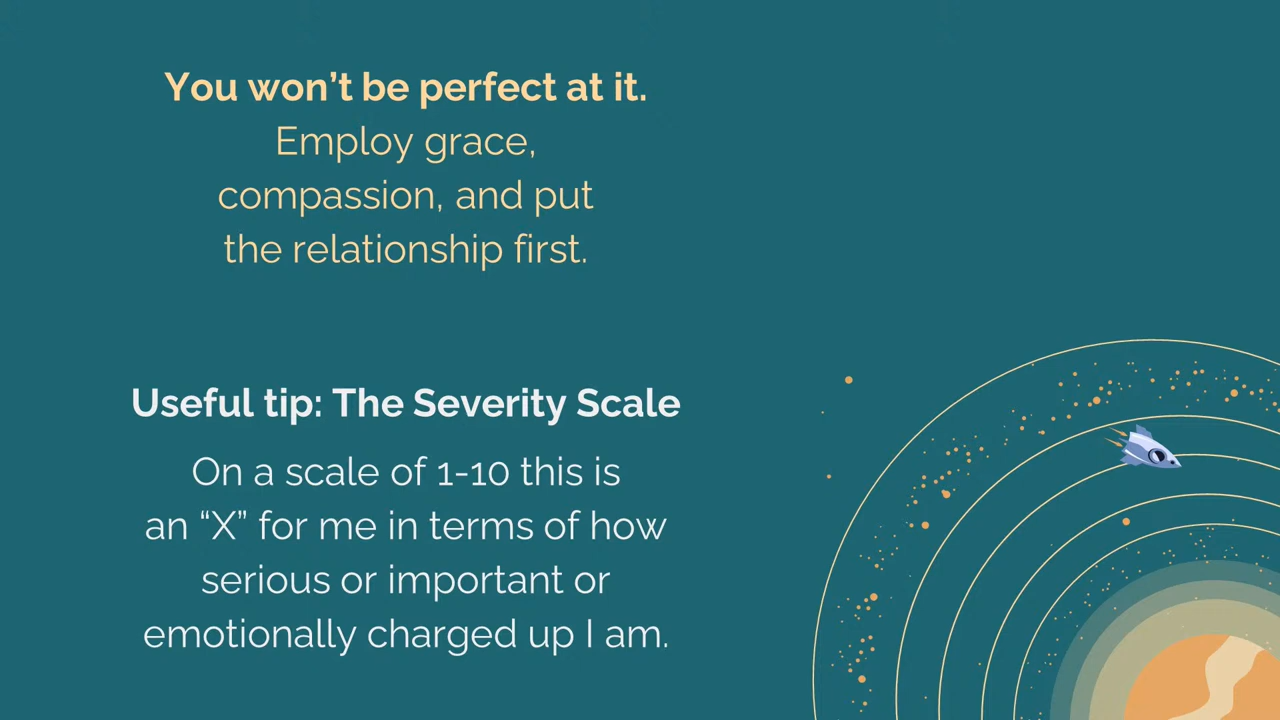 You won’t be perfect at it.
Employ grace,
compassion, and put
the relationship first.
Useful tip: The Severity Scale
On a scale of 1-10 this is
an “X” for me in terms of how
serious or important or
emotionally charged up I am.